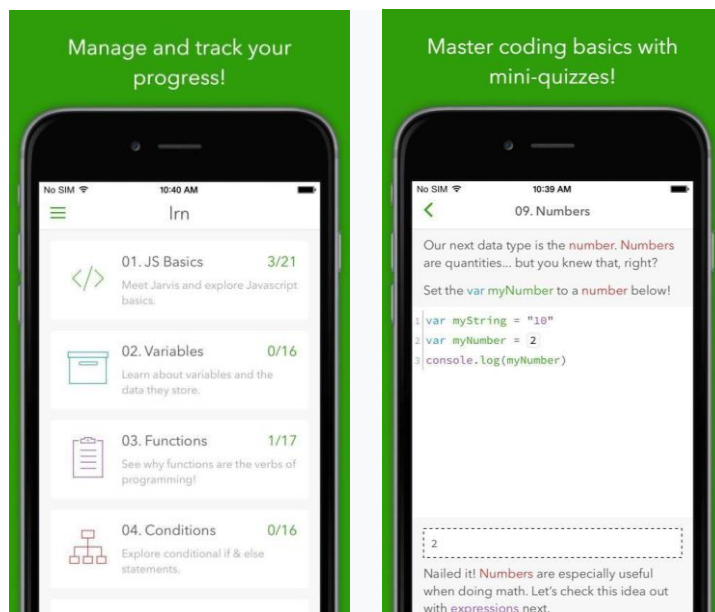 Manage and track your
progress!
No SIM
10:40 AM
lrn
01. JS Basics 3/21
Meet Jarvis and explore Javascript
basics.
02. Variables 0/16
Learn about variables and the
data they store.
03. Functions 1/17
See why functions are the verbs of
programming!
04. Conditions 0/16
Explore conditional if & else
statements.
Master coding basics with
mini-quizzes!
No SIM
10:39 AM
09. Numbers
Our next data type is the number. Numbers
are quantities... but you knew that, right?
Set the var myNumber to a number below!
1 var myString = "10"
2 var myNumber = 2
3 console.log(myNumber)
2
Nailed it! Numbers are especially useful
when doing math. Let's check this idea out
with expressions next.